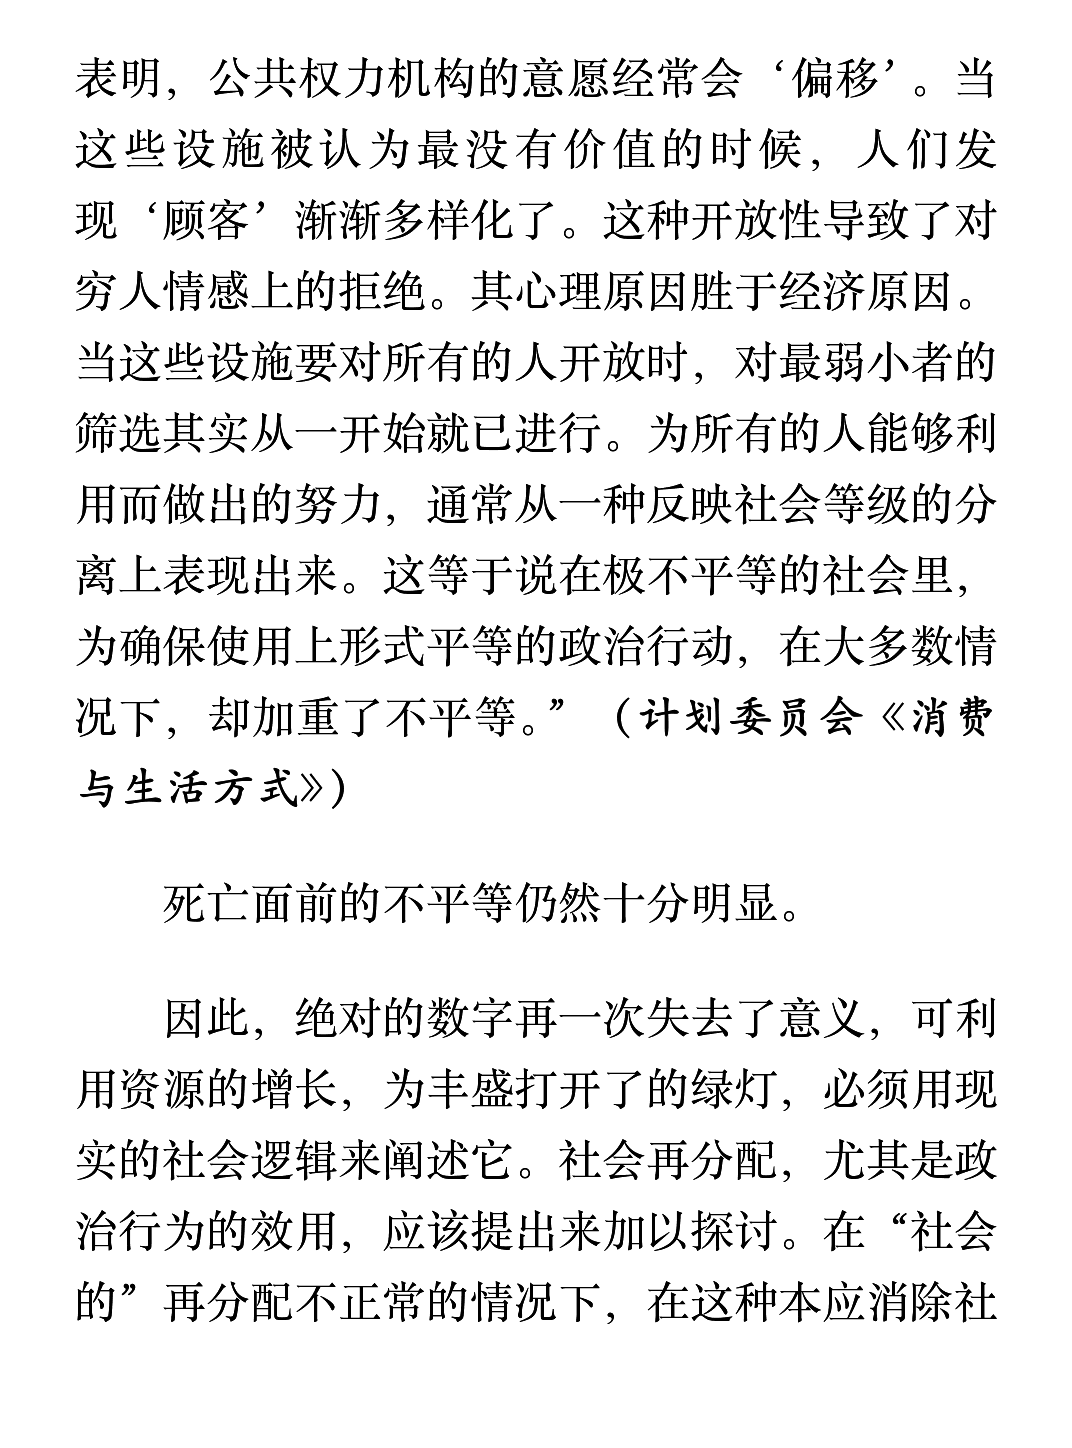 表明，公共权力机构的意愿经常会‘偏移’。当
这些设施被认为最没有价值的时候，人们发
现‘顾客’渐渐多样化了。这种开放性导致了对
穷人情感上的拒绝。其心理原因胜于经济原因。
当这些设施要对所有的人开放时，对最弱小者的
筛选其实从一开始就已进行。为所有的人能够利
用而做出的努力，通常从一种反映社会等级的分
离上表现出来。这等于说在极不平等的社会里，
为确保使用上形式平等的政治行动，在大多数情
况下，却加重了不平等。”（计划委员会《消费
与生活方式》）
死亡面前的不平等仍然十分明显。
因此，绝对的数字再一次失去了意义，可利
用资源的增长，为丰盛打开了的绿灯，必须用现
实的社会逻辑来阐述它。社会再分配，尤其是政
治行为的效用，应该提出来加以探讨。在“社会
的”再分配不正常的情况下，在这种本应消除社